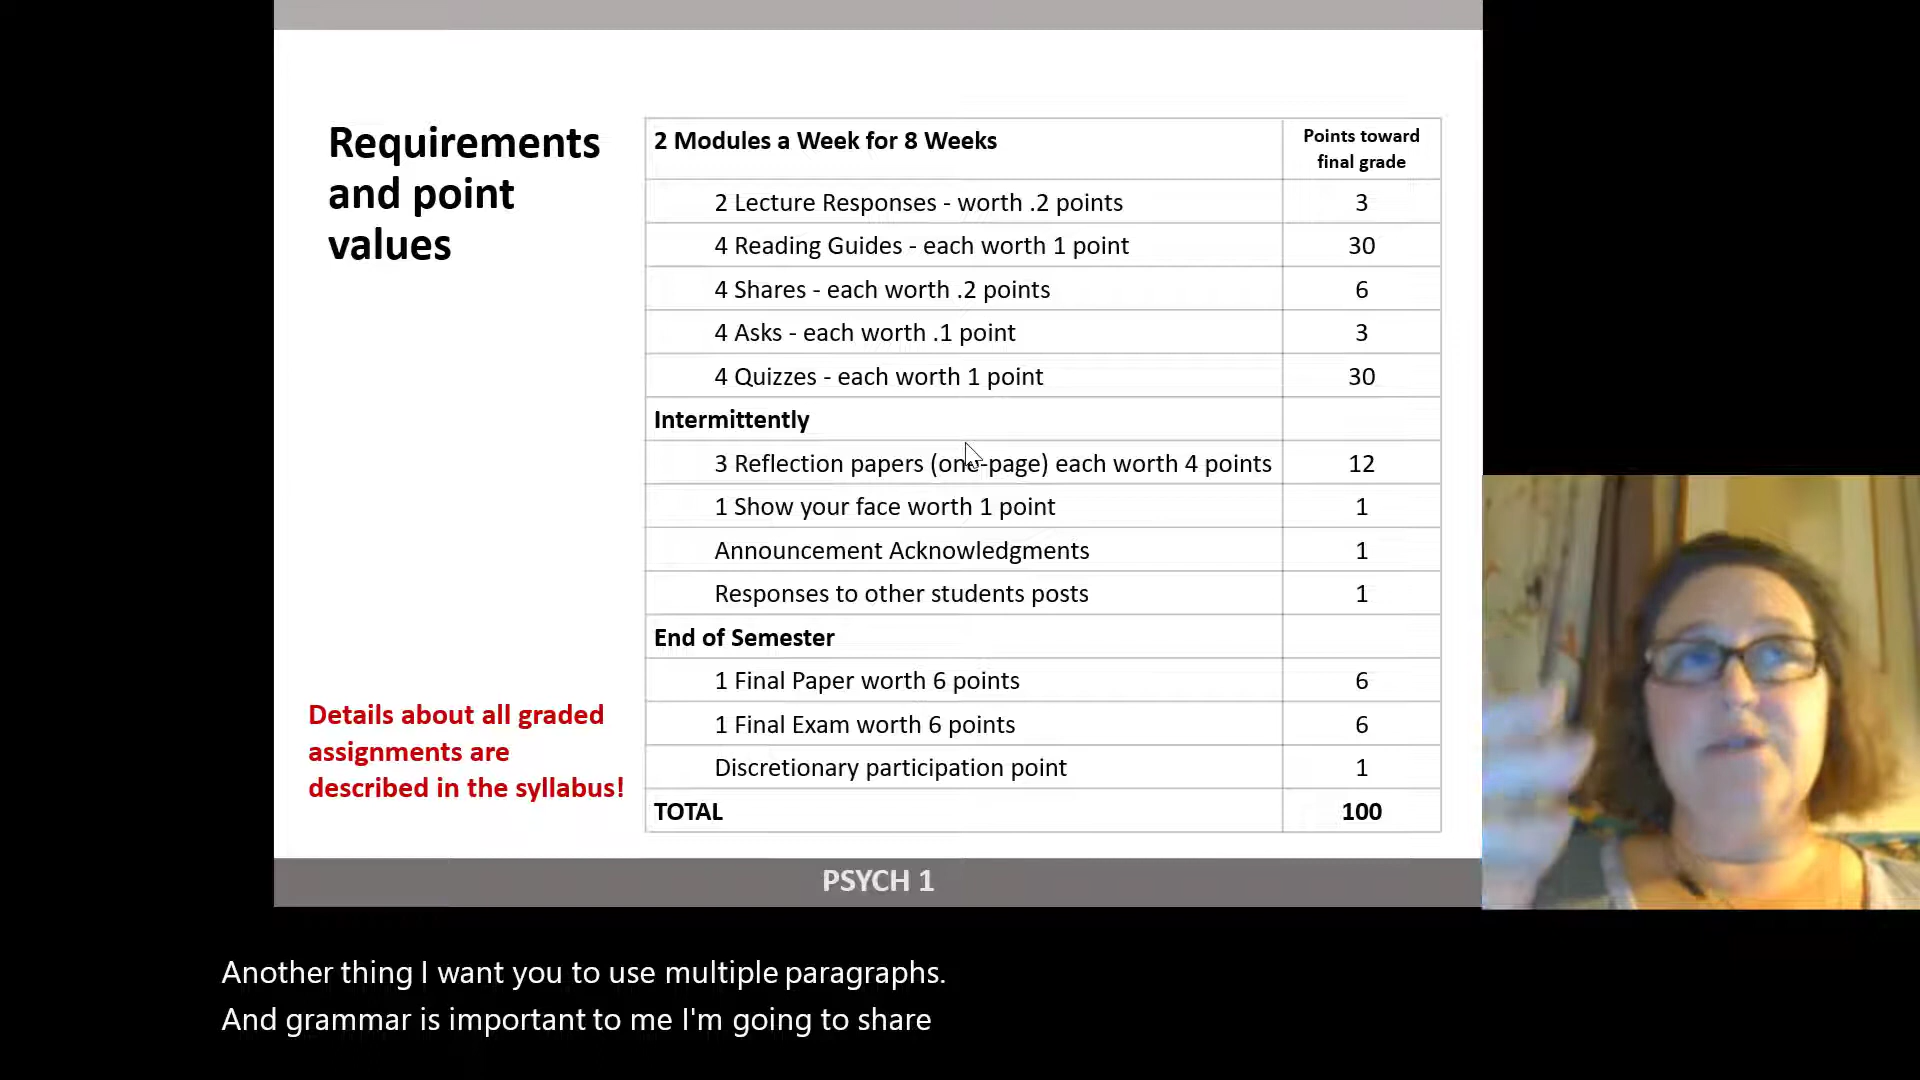 Requirements
and point
values
2 Modules a Week for 8 Weeks
Points toward
final grade
2 Lecture Responses - worth .2 points
3
4 Reading Guides - each worth 1 point
30
4 Shares - each worth .2 points
6
4 Asks - each worth .1 point
3
4 Quizzes - each worth 1 point
30
Intermittently
3 Reflection papers (one-page) each worth 4 points
12
1 Show your face worth 1 point
1
Announcement Acknowledgments
1
Responses to other students posts
1
End of Semester
1 Final Paper worth 6 points
6
1 Final Exam worth 6 points
6
Discretionary participation point
1
TOTAL
100
Details about all graded
assignments are
described in the syllabus!
PSYCH 1
Another thing I want you to use multiple paragraphs.
And grammar is important to me I'm going to share